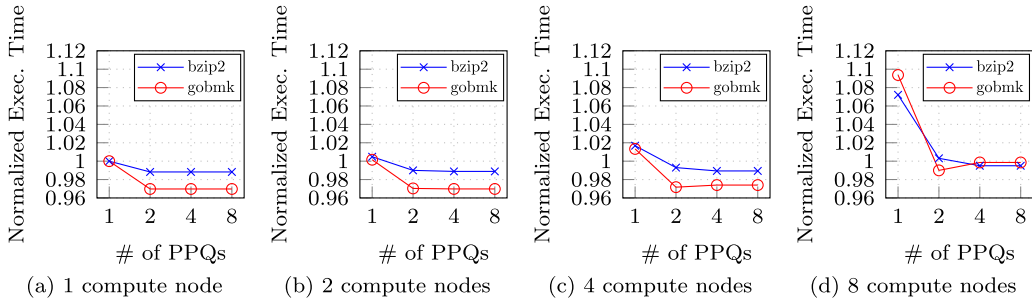 Normalized Exec. Time
1.12
1.1
1.08
1.06
1.04
1.02
1
0.98
0.96
bzip2
gobmk
1 2 4 8
# of PPQs
(a) 1 compute node
Normalized Exec. Time
1.12
1.1
1.08
1.06
1.04
1.02
1
0.98
0.96
bzip2
gobmk
1 2 4 8
# of PPQs
(b) 2 compute nodes
Normalized Exec. Time
1.12
1.1
1.08
1.06
1.04
1.02
1
0.98
0.96
bzip2
gobmk
1 2 4 8
# of PPQs
(c) 4 compute nodes
Normalized Exec. Time
1.12
1.1
1.08
1.06
1.04
1.02
1
0.98
0.96
bzip2
gobmk
1 2 4 8
# of PPQs
(d) 8 compute nodes